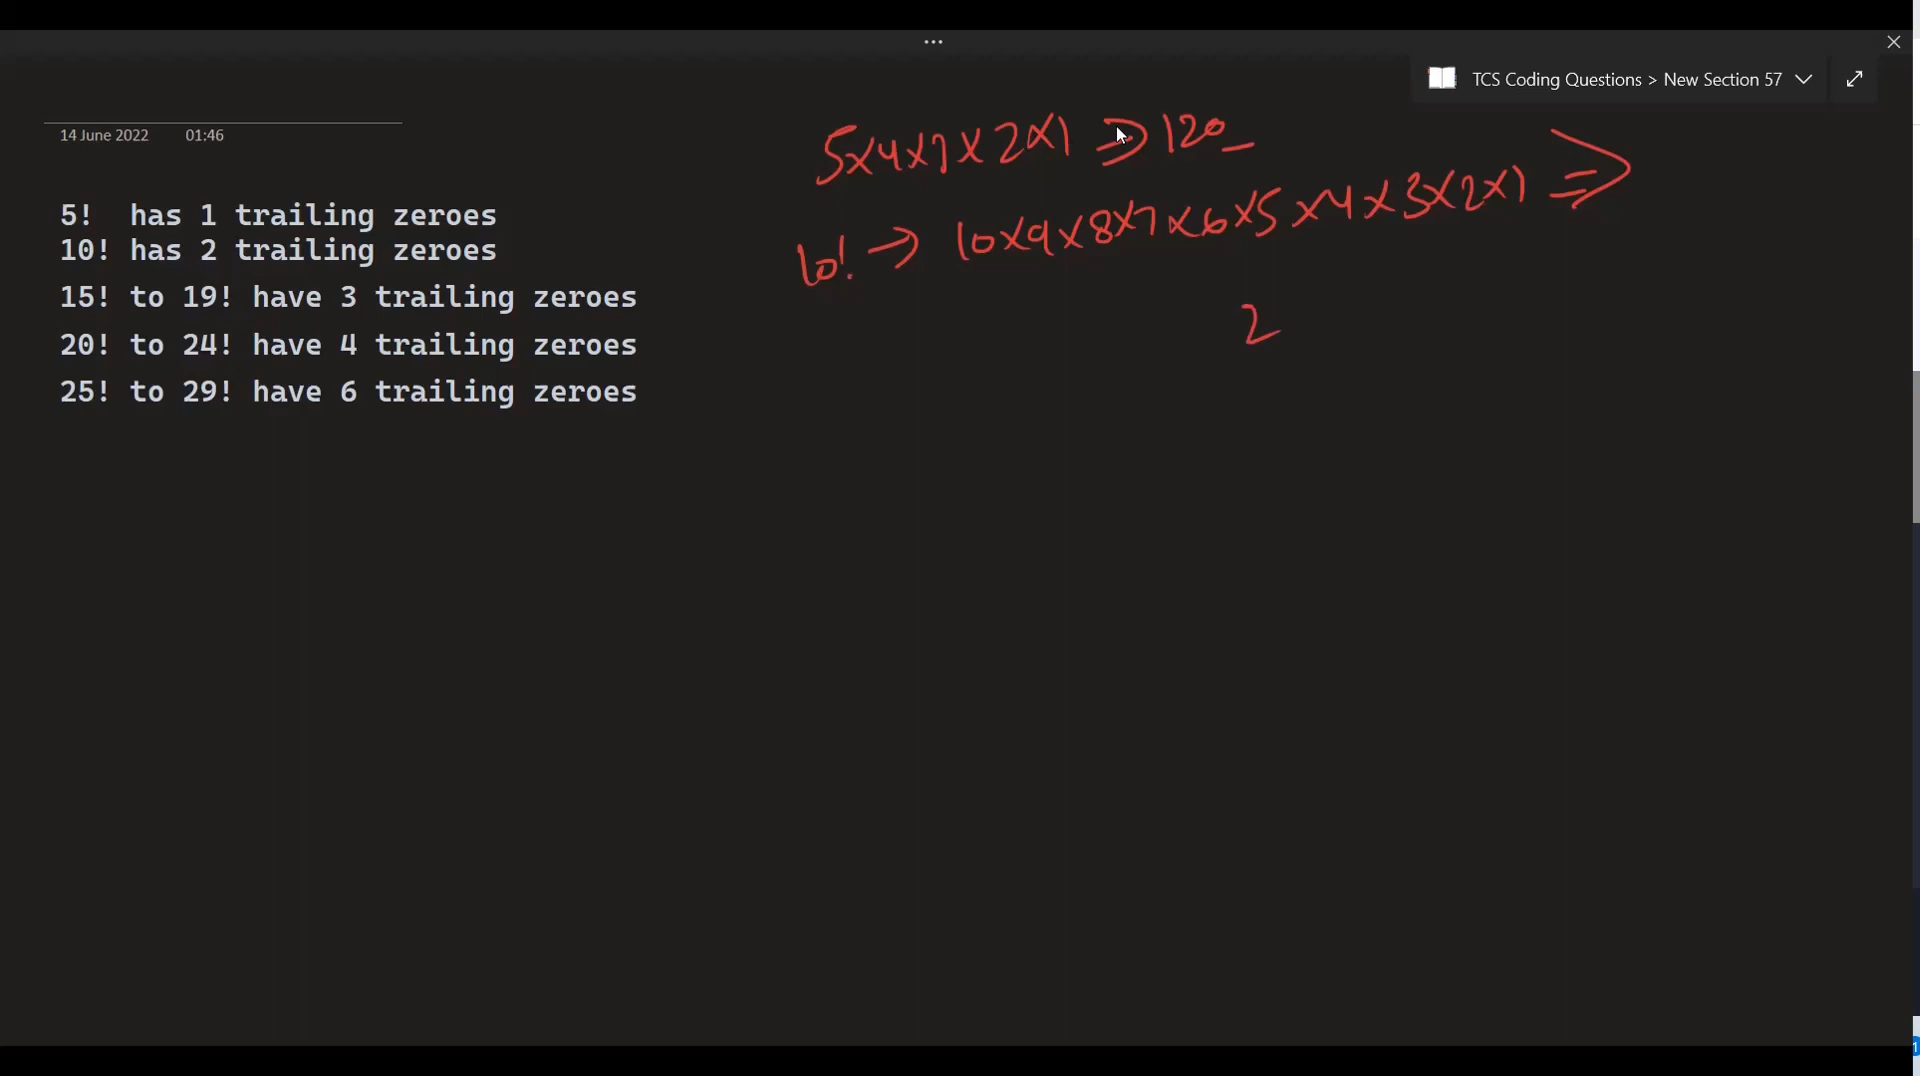 TCS Coding Questions > New Section 57
14 June 2022 01:46
5×4×3×2×1 ⇒ 120
10! → 10×9×8×7×6×5×4×3×2×1 ⇒
2
5! has 1 trailing zeroes
10! has 2 trailing zeroes
15! to 19! have 3 trailing zeroes
20! to 24! have 4 trailing zeroes
25! to 29! have 6 trailing zeroes